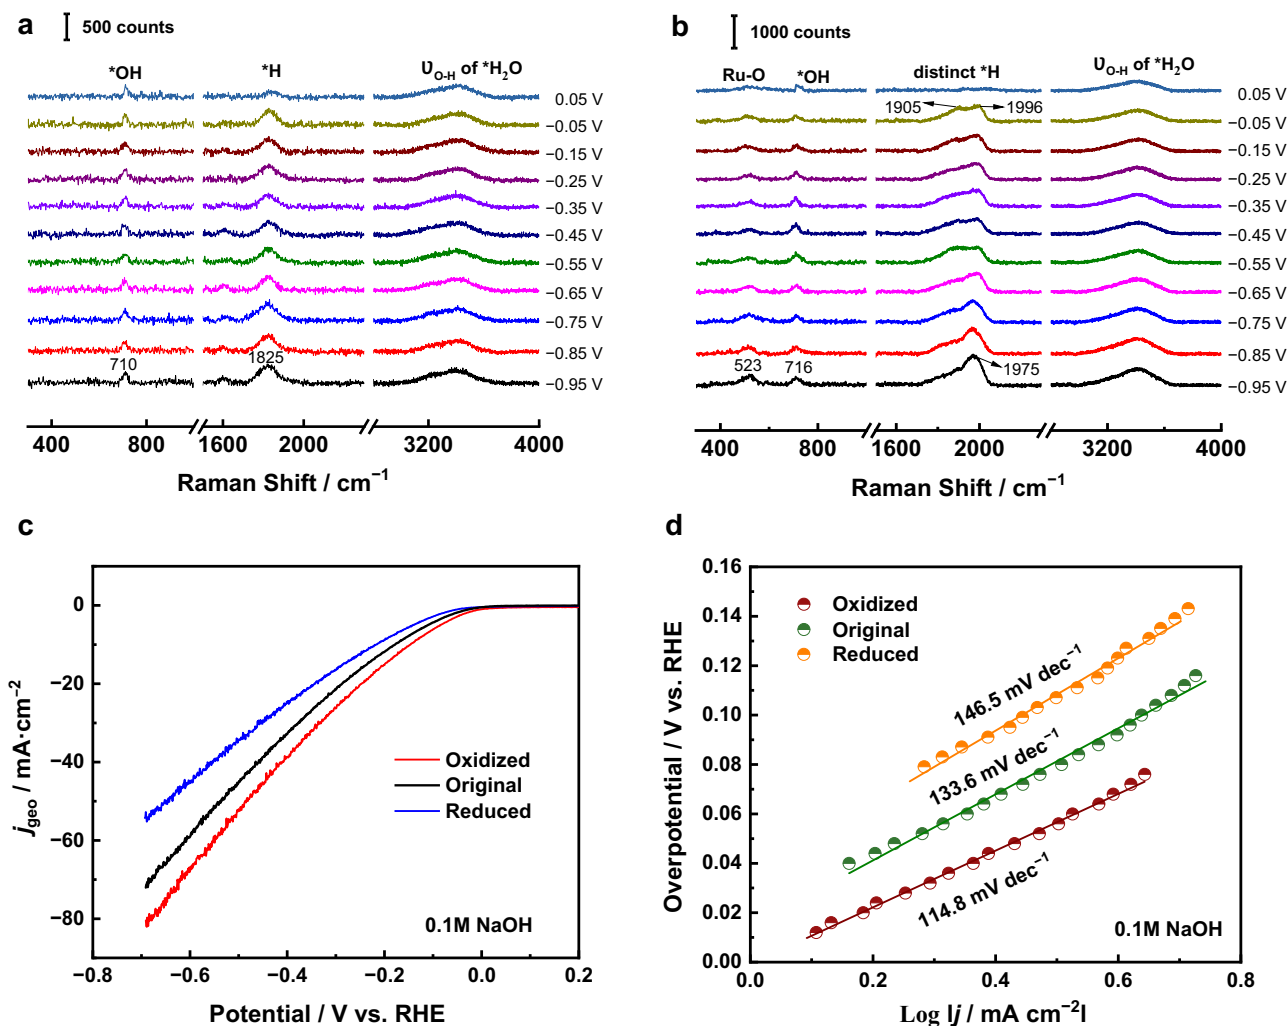 a
500 counts
*OH
*H
υO-H of *H2O
0.05 V
−0.05 V
−0.15 V
−0.25 V
−0.35 V
−0.45 V
−0.55 V
−0.65 V
−0.75 V
−0.85 V
710
1825
−0.95 V
400
800
1600
2000
3200
4000
Raman Shift / cm−1
b
1000 counts
Ru-O
*OH
distinct *H
υO-H of *H2O
0.05 V
1905
1996
−0.05 V
−0.15 V
−0.25 V
−0.35 V
−0.45 V
−0.55 V
−0.65 V
−0.75 V
−0.85 V
523
716
1975
−0.95 V
400
800
1600
2000
3200
4000
Raman Shift / cm−1
c
0
−20
−40
−60
−80
jgeo / mA·cm−2
Oxidized
Original
Reduced
0.1M NaOH
−0.8
−0.6
−0.4
−0.2
0.0
0.2
Potential / V vs. RHE
d
0.16
0.14
0.12
0.10
0.08
0.06
0.04
0.02
0.00
Overpotential / V vs. RHE
Oxidized
Original
Reduced
146.5 mV dec−1
133.6 mV dec−1
114.8 mV dec−1
0.1M NaOH
0.0
0.2
0.4
0.6
0.8
Log |j / mA cm−2|